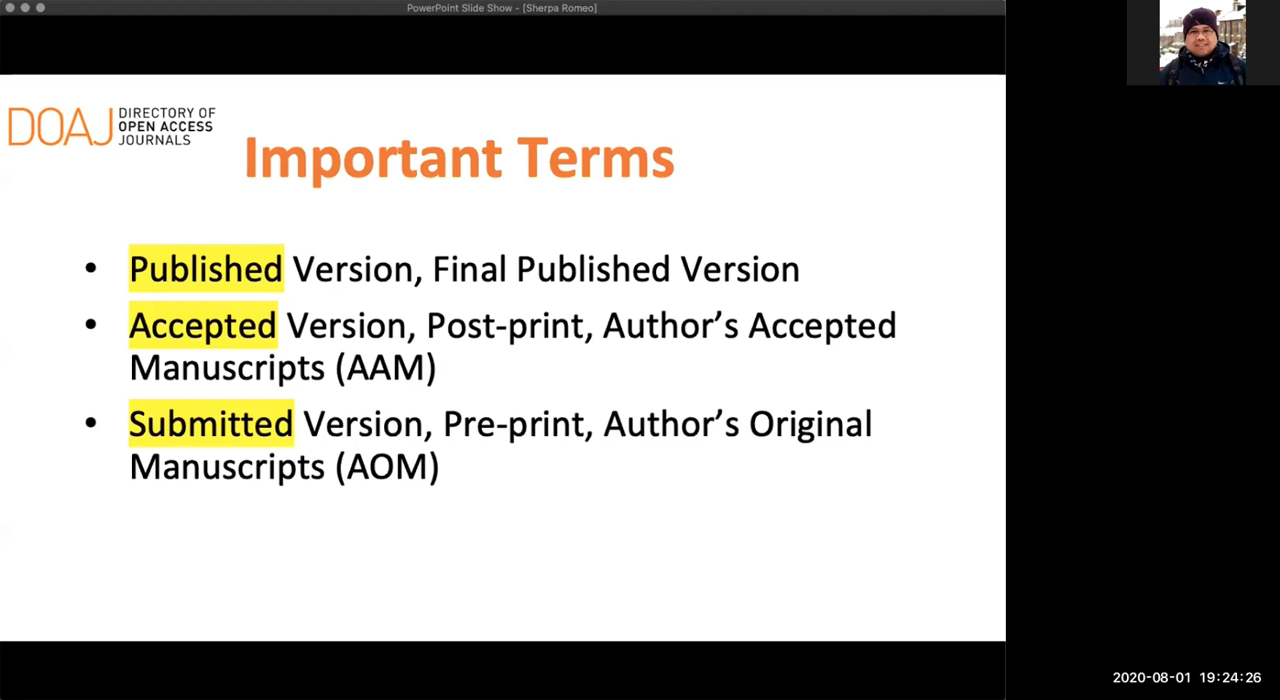 PowerPoint Slide Show - [Sherpa Romeo]
DOAJ
DIRECTORY OF
OPEN ACCESS
JOURNALS
Important Terms
• Published Version, Final Published Version
• Accepted Version, Post-print, Author’s Accepted
Manuscripts (AAM)
• Submitted Version, Pre-print, Author’s Original
Manuscripts (AOM)
2020-08-01 19:24:26